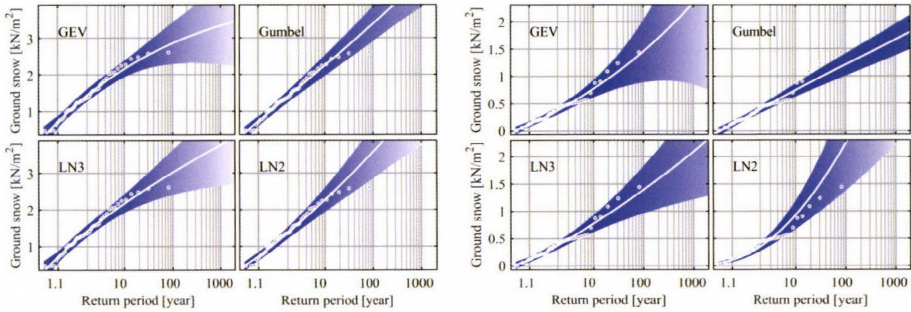 Ground snow [kN/m²]
3
2
1
GEV
Gumbel
Ground snow [kN/m²]
3
2
1
LN3
LN2
1.1
10
100
1000
1.1
10
100
1000
Return period [year]
Return period [year]
Ground snow [kN/m²]
2
1.5
1
0.5
0
GEV
Gumbel
Ground snow [kN/m²]
2
1.5
1
0.5
0
LN3
LN2
1.1
10
100
1000
1.1
10
100
1000
Return period [year]
Return period [year]